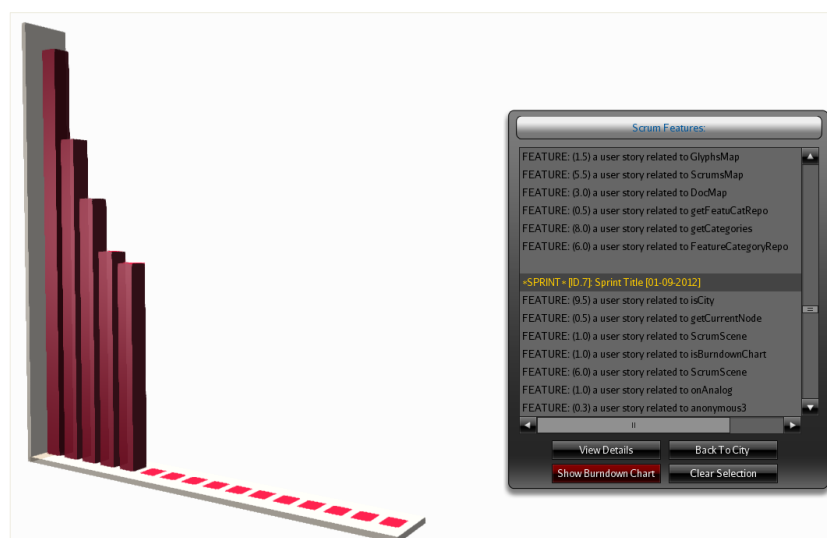 Scrum Features:
FEATURE: (1.5) a user story related to GlyphsMap
FEATURE: (5.5) a user story related to ScrumsMap
FEATURE: (3.0) a user story related to DocMap
FEATURE: (0.5) a user story related to getFeatuCatRepo
FEATURE: (8.0) a user story related to getCategories
FEATURE: (6.0) a user story related to FeatureCategoryRepo
*SPRINT* [ID.7]: Sprint Title [01-09-2012]
FEATURE: (9.5) a user story related to isCity
FEATURE: (0.5) a user story related to getCurrentNode
FEATURE: (1.0) a user story related to ScrumScene
FEATURE: (1.0) a user story related to isBurndownChart
FEATURE: (6.0) a user story related to ScrumScene
FEATURE: (1.0) a user story related to onAnalog
FEATURE: (0.3) a user story related to anonymous3
View Details
Back To City
Show Burndown Chart
Clear Selection